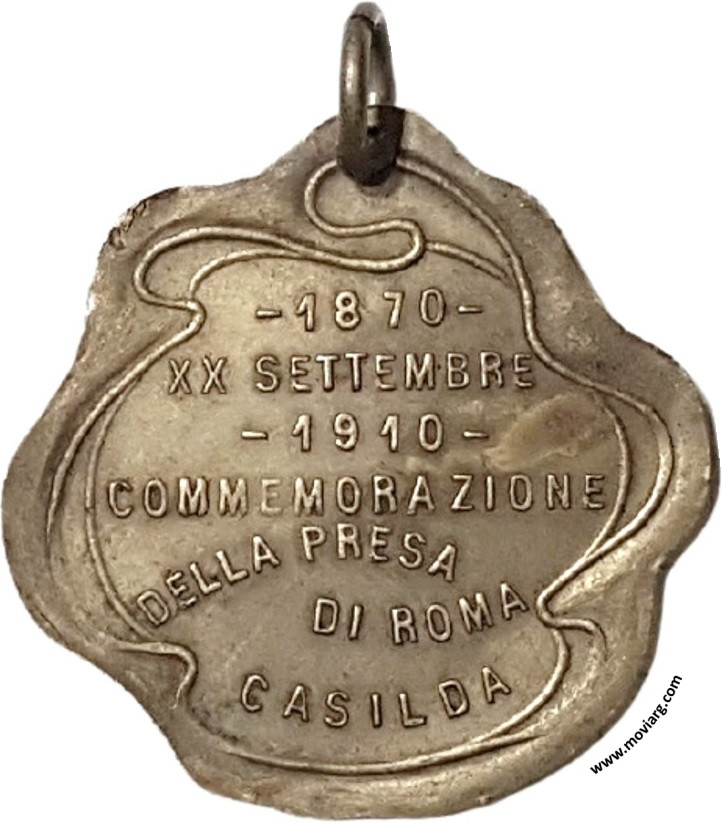 -1870-
XX SETTEMBRE
-1910-
COMMEMORAZIONE
DELLA PRESA
DI ROMA
CASILDA
www.moviarg.com